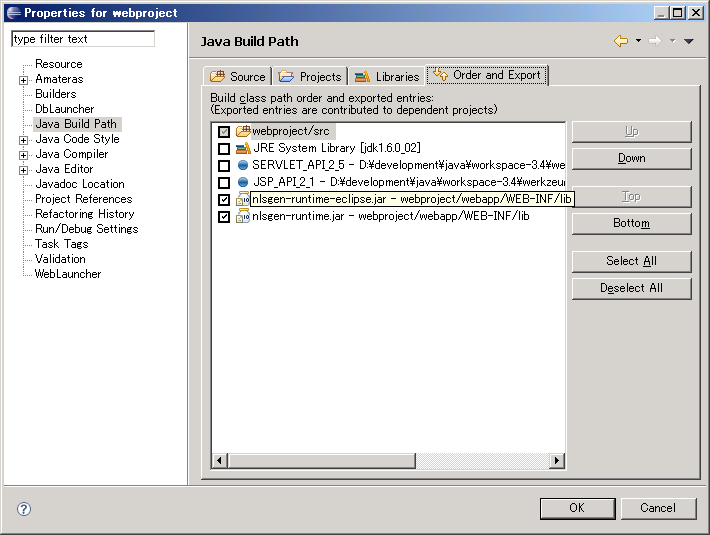 Properties for webproject
type filter text
Java Build Path
Resource
Amateras
Builders
DbLauncher
Java Build Path
Java Code Style
Java Compiler
Java Editor
Javadoc Location
Project References
Refactoring History
Run/Debug Settings
Task Tags
Validation
WebLauncher
Source
Projects
Libraries
Order and Export
Build class path order and exported entries:
(Exported entries are contributed to dependent projects)
webproject/src
JRE System Library [jdk1.6.0_02]
SERVLET_API_2_5 - D:¥development¥java¥workspace-3.4¥we
JSP_API_2_1 - D:¥development¥java¥workspace-3.4¥werkzeu
nlsgen-runtime-eclipse.jar - webproject/webapp/WEB-INF/lib
nlsgen-runtime.jar - webproject/webapp/WEB-INF/lib
Up
Down
Top
Bottom
Select All
Deselect All
?
OK
Cancel